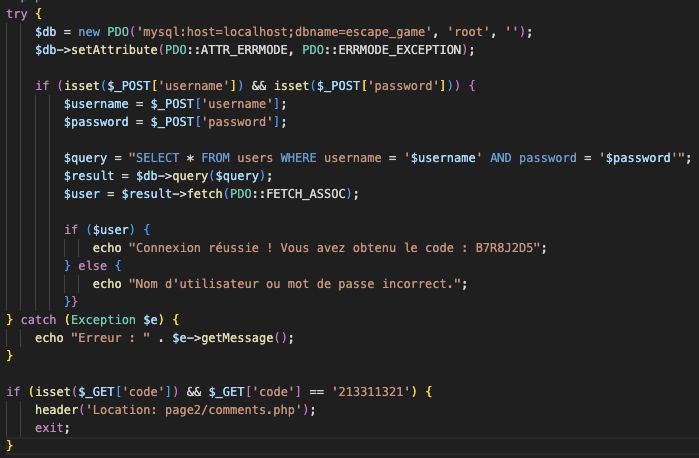 try {
$db = new PDO('mysql:host=localhost;dbname=escape_game', 'root', '');
$db->setAttribute(PDO::ATTR_ERRMODE, PDO::ERRMODE_EXCEPTION);
if (isset($_POST['username']) && isset($_POST['password'])) {
$username = $_POST['username'];
$password = $_POST['password'];
$query = "SELECT * FROM users WHERE username = '$username' AND password = '$password'";
$result = $db->query($query);
$user = $result->fetch(PDO::FETCH_ASSOC);
if ($user) {
echo "Connexion réussie ! Vous avez obtenu le code : B7R8J2D5";
} else {
echo "Nom d'utilisateur ou mot de passe incorrect.";
}}
} catch (Exception $e) {
echo "Erreur : " . $e->getMessage();
}
if (isset($_GET['code']) && $_GET['code'] == '213311321') {
header('Location: page2/comments.php');
exit;
}